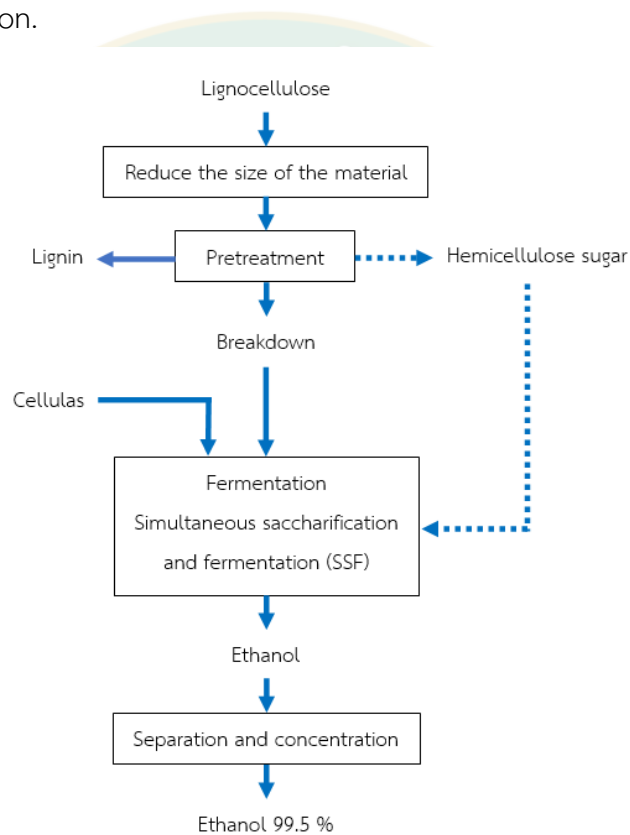 on.
Lignocellulose
Reduce the size of the material
Lignin
Pretreatment
Hemicellulose sugar
Breakdown
Cellulas
Fermentation
Simultaneous saccharification
and fermentation (SSF)
Ethanol
Separation and concentration
Ethanol 99.5 %